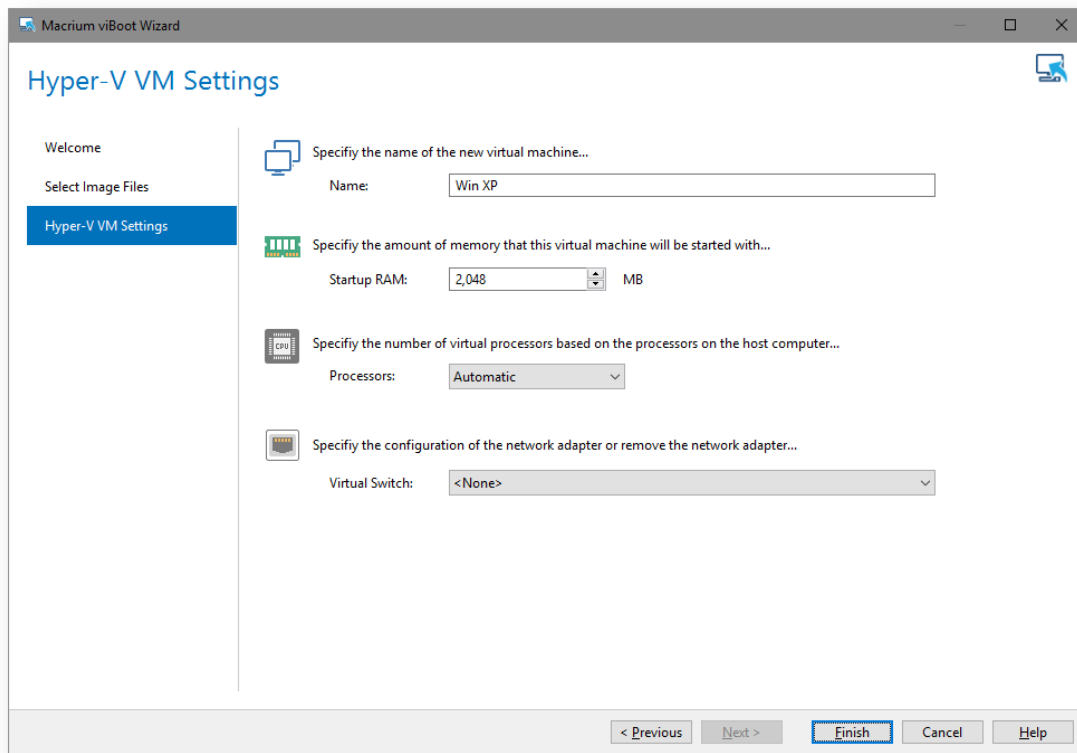 Macrium viBoot Wizard
Hyper-V VM Settings
Welcome
Select Image Files
Hyper-V VM Settings
Specifiy the name of the new virtual machine...
Name: Win XP
Specifiy the amount of memory that this virtual machine will be started with...
Startup RAM: 2,048 MB
CPU
Specifiy the number of virtual processors based on the processors on the host computer...
Processors: Automatic
Specifiy the configuration of the network adapter or remove the network adapter...
Virtual Switch: <None>
< Previous Next > Finish Cancel Help